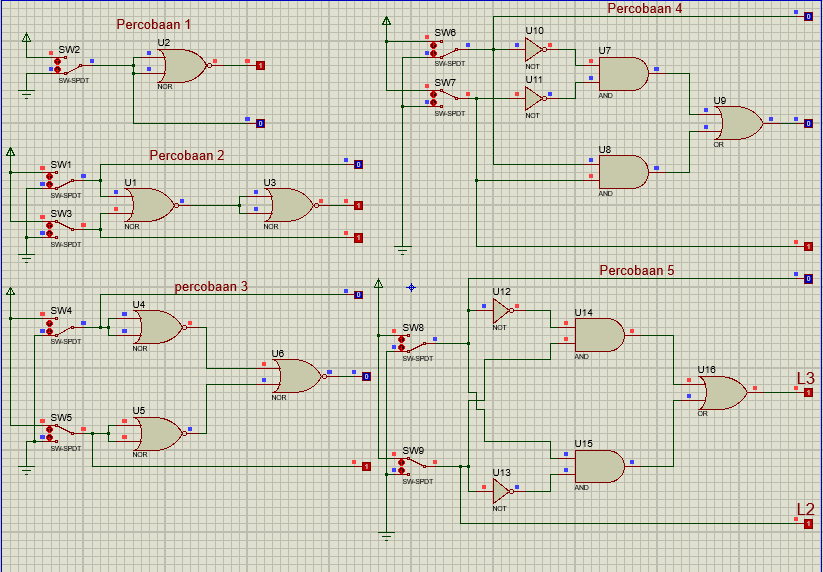 Percobaan 1
SW2
SW-SPDT
U2
NOR
1
0
Percobaan 2
SW1
SW-SPDT
SW3
SW-SPDT
U1
NOR
U3
NOR
0
1
1
percobaan 3
SW4
SW-SPDT
SW5
SW-SPDT
U4
NOR
U5
NOR
U6
NOR
0
0
1
Percobaan 4
SW6
SW-SPDT
SW7
SW-SPDT
U10
NOT
U11
NOT
U7
AND
U8
AND
U9
OR
0
0
1
Percobaan 5
SW8
SW-SPDT
SW9
SW-SPDT
U12
NOT
U13
NOT
U14
AND
U15
AND
U16
OR
0
L3
1
L2
1